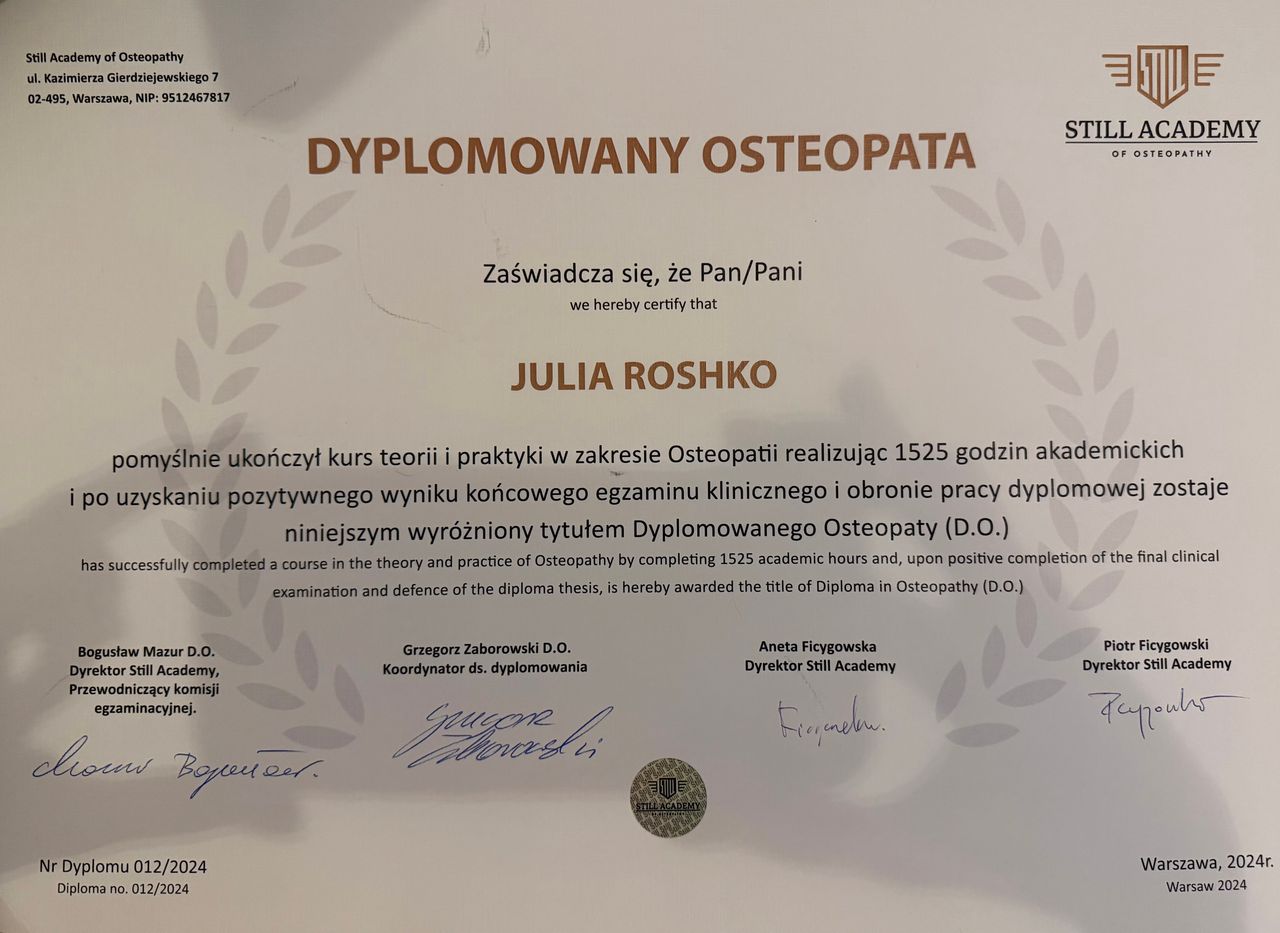 Still Academy of Osteopathy
ul. Kazimierza Gierdziejewskiego 7
02-495, Warszawa, NIP: 9512467817
STILL ACADEMY
OF OSTEOPATHY
DYPLOMOWANY OSTEOPATA
Zaświadcza się, że Pan/Pani
we hereby certify that
JULIA ROSHKO
pomyślnie ukończył kurs teorii i praktyki w zakresie Osteopatii realizując 1525 godzin akademickich
i po uzyskaniu pozytywnego wyniku końcowego egzaminu klinicznego i obronie pracy dyplomowej zostaje
niniejszym wyróżniony tytułem Dyplomowanego Osteopaty (D.O.)
has successfully completed a course in the theory and practice of Osteopathy by completing 1525 academic hours and, upon positive completion of the final clinical
examination and defence of the diploma thesis, is hereby awarded the title of Diploma in Osteopathy (D.O.)
Bogusław Mazur D.O.
Dyrektor Still Academy,
Przewodniczący komisji
egzaminacyjnej.
Grzegorz Zaborowski D.O.
Koordynator ds. dyplomowania
Aneta Ficygowska
Dyrektor Still Academy
Piotr Ficygowski
Dyrektor Still Academy
STILL ACADEMY
OF OSTEOPATHY
Nr Dyplomu 012/2024
Diploma no. 012/2024
Warszawa, 2024r.
Warsaw 2024